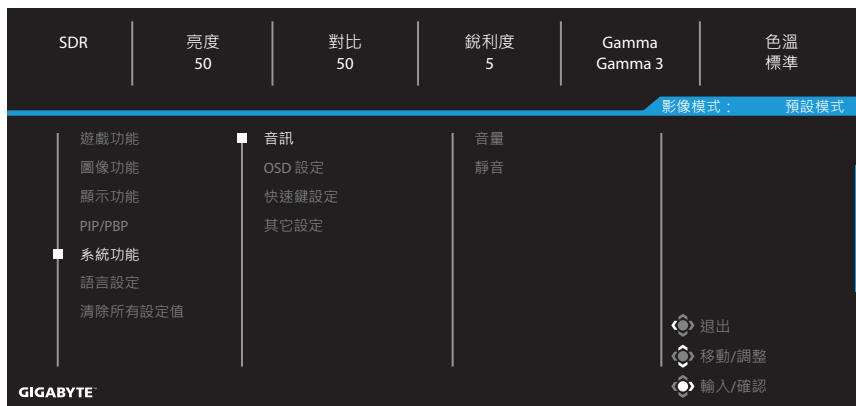 SDR
亮度
50
對比
50
銳利度
5
Gamma
Gamma 3
色溫
標準
影像模式：
預設模式
遊戲功能
圖像功能
顯示功能
PIP/PBP
系統功能
語言設定
清除所有設定值
音訊
OSD 設定
快速鍵設定
其它設定
音量
靜音
退出
移動/調整
輸入/確認
GIGABYTE™